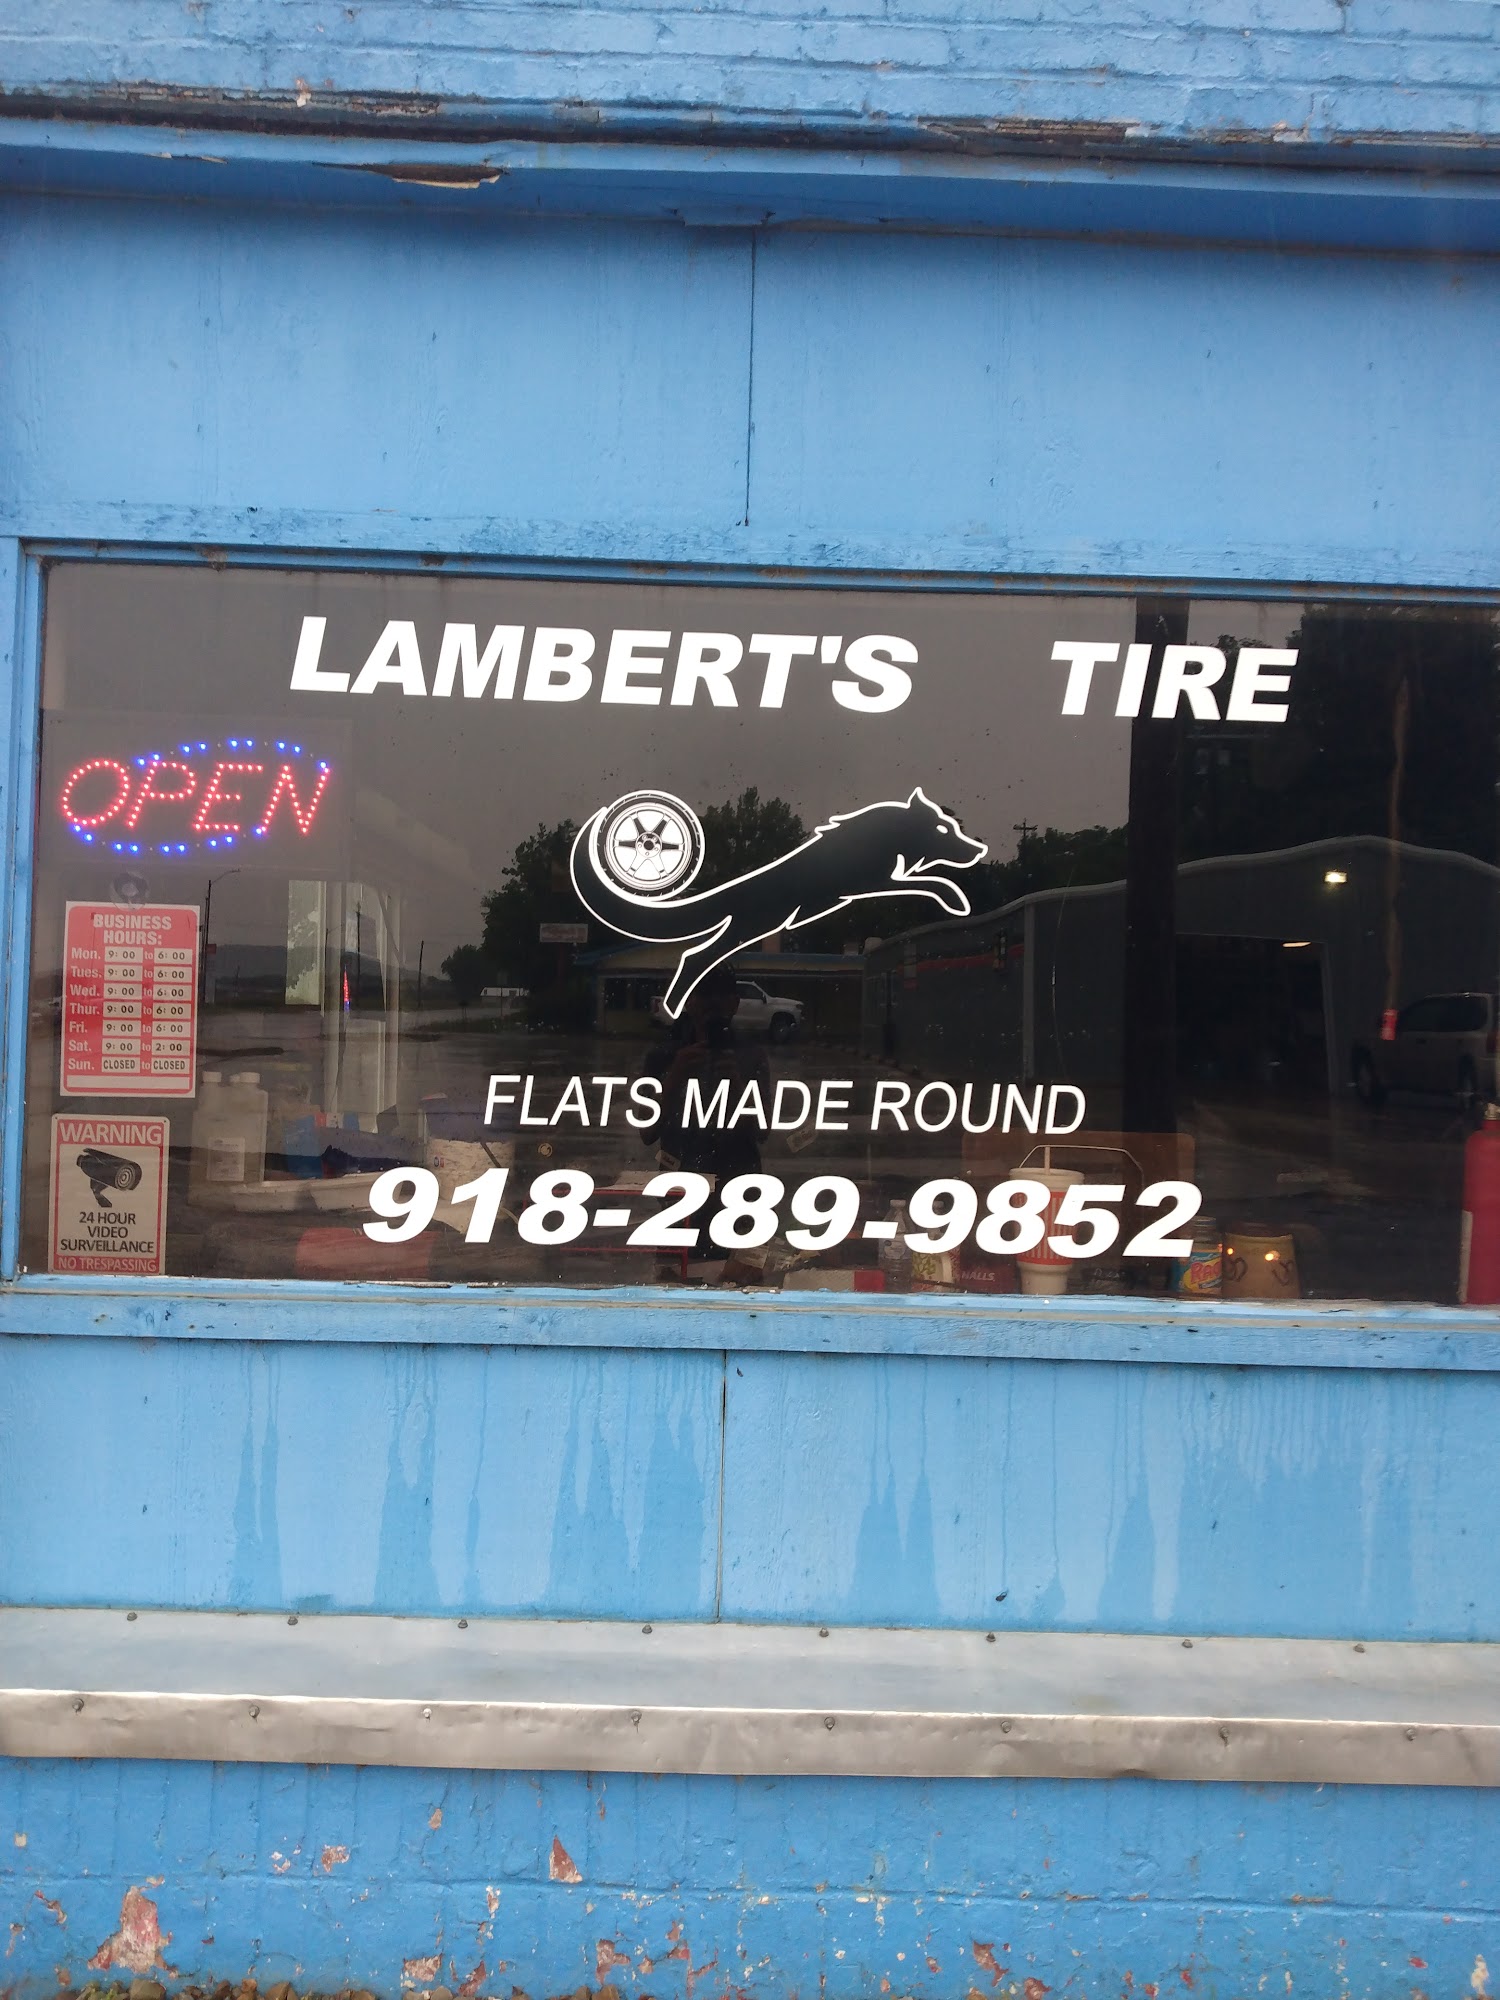 LAMBERT'S TIRE
OPEN
BUSINESS
HOURS:
Mon. 9:00 to 6:00
Tues. 9:00 to 6:00
Wed. 9:00 to 6:00
Thur. 9:00 to 6:00
Fri. 9:00 to 6:00
Sat. 9:00 to 2:00
Sun. CLOSED to CLOSED
FLATS MADE ROUND
918-289-9852
WARNING
24 HOUR
VIDEO
SURVEILLANCE
NO TRESPASSING
HALLS